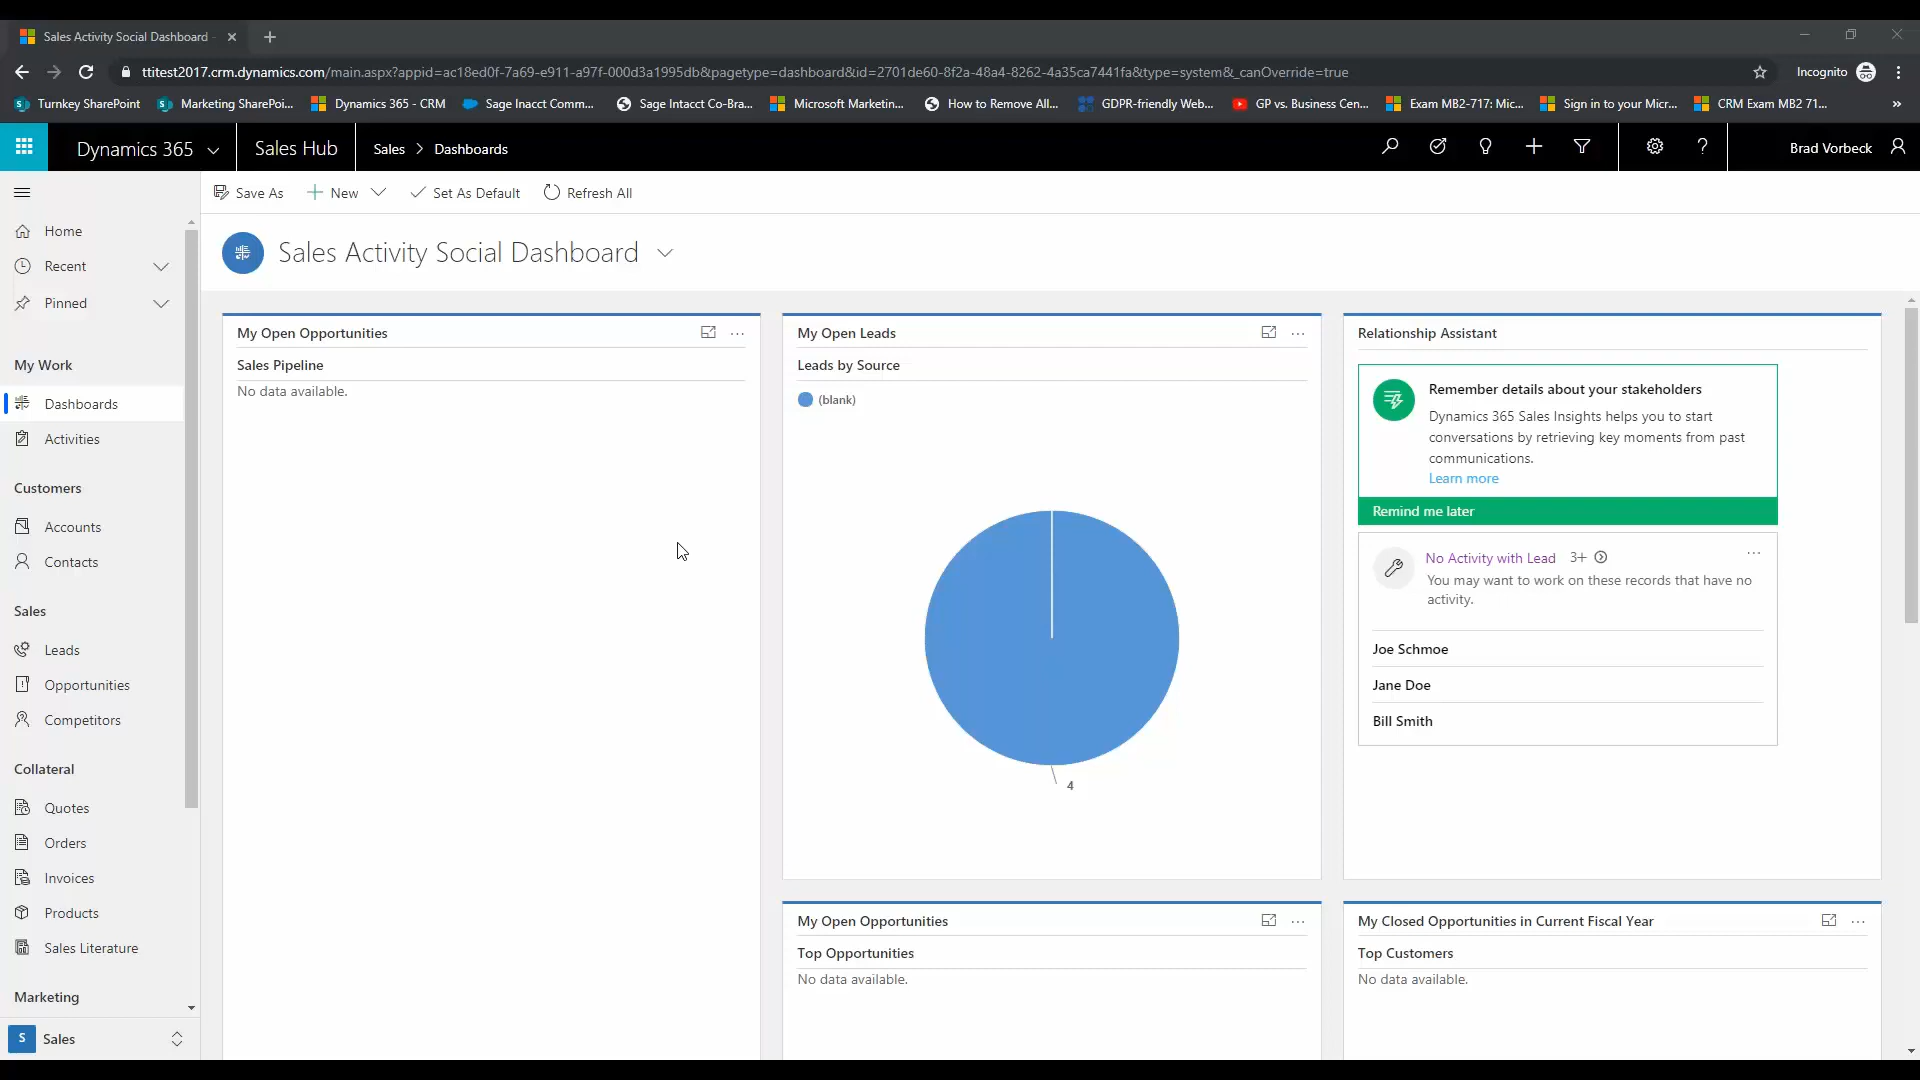 Sales Activity Social Dashboard -
ttitest2017.crm.dynamics.com/main.aspx?appid=ac18ed0f-7a69-e911-a97f-000d3a1995db&pagetype=dashboard&id=2701de60-8f2a-48a4-8262-4a35ca7441fa&type=system&_canOverride=true
Incognito
Turnkey SharePoint
Marketing SharePoi...
Dynamics 365 - CRM
Sage Inacct Comm...
Sage Intacct Co-Bra...
Microsoft Marketin...
How to Remove All...
GDPR-friendly Web...
GP vs. Business Cen...
Exam MB2-717: Mic...
Sign in to your Micr...
CRM Exam MB2 71...
Dynamics 365
Sales Hub
Sales > Dashboards
Brad Vorbeck
Save As
New
Set As Default
Refresh All
Home
Recent
Pinned
My Work
Dashboards
Activities
Customers
Accounts
Contacts
Sales
Leads
Opportunities
Competitors
Collateral
Quotes
Orders
Invoices
Products
Sales Literature
Marketing
S Sales
Sales Activity Social Dashboard
My Open Opportunities
Sales Pipeline
No data available.
My Open Leads
Leads by Source
(blank)
4
Relationship Assistant
Remember details about your stakeholders
Dynamics 365 Sales Insights helps you to start
conversations by retrieving key moments from past
communications.
Learn more
Remind me later
No Activity with Lead 3+
You may want to work on these records that have no
activity.
Joe Schmoe
Jane Doe
Bill Smith
My Open Opportunities
Top Opportunities
No data available.
My Closed Opportunities in Current Fiscal Year
Top Customers
No data available.